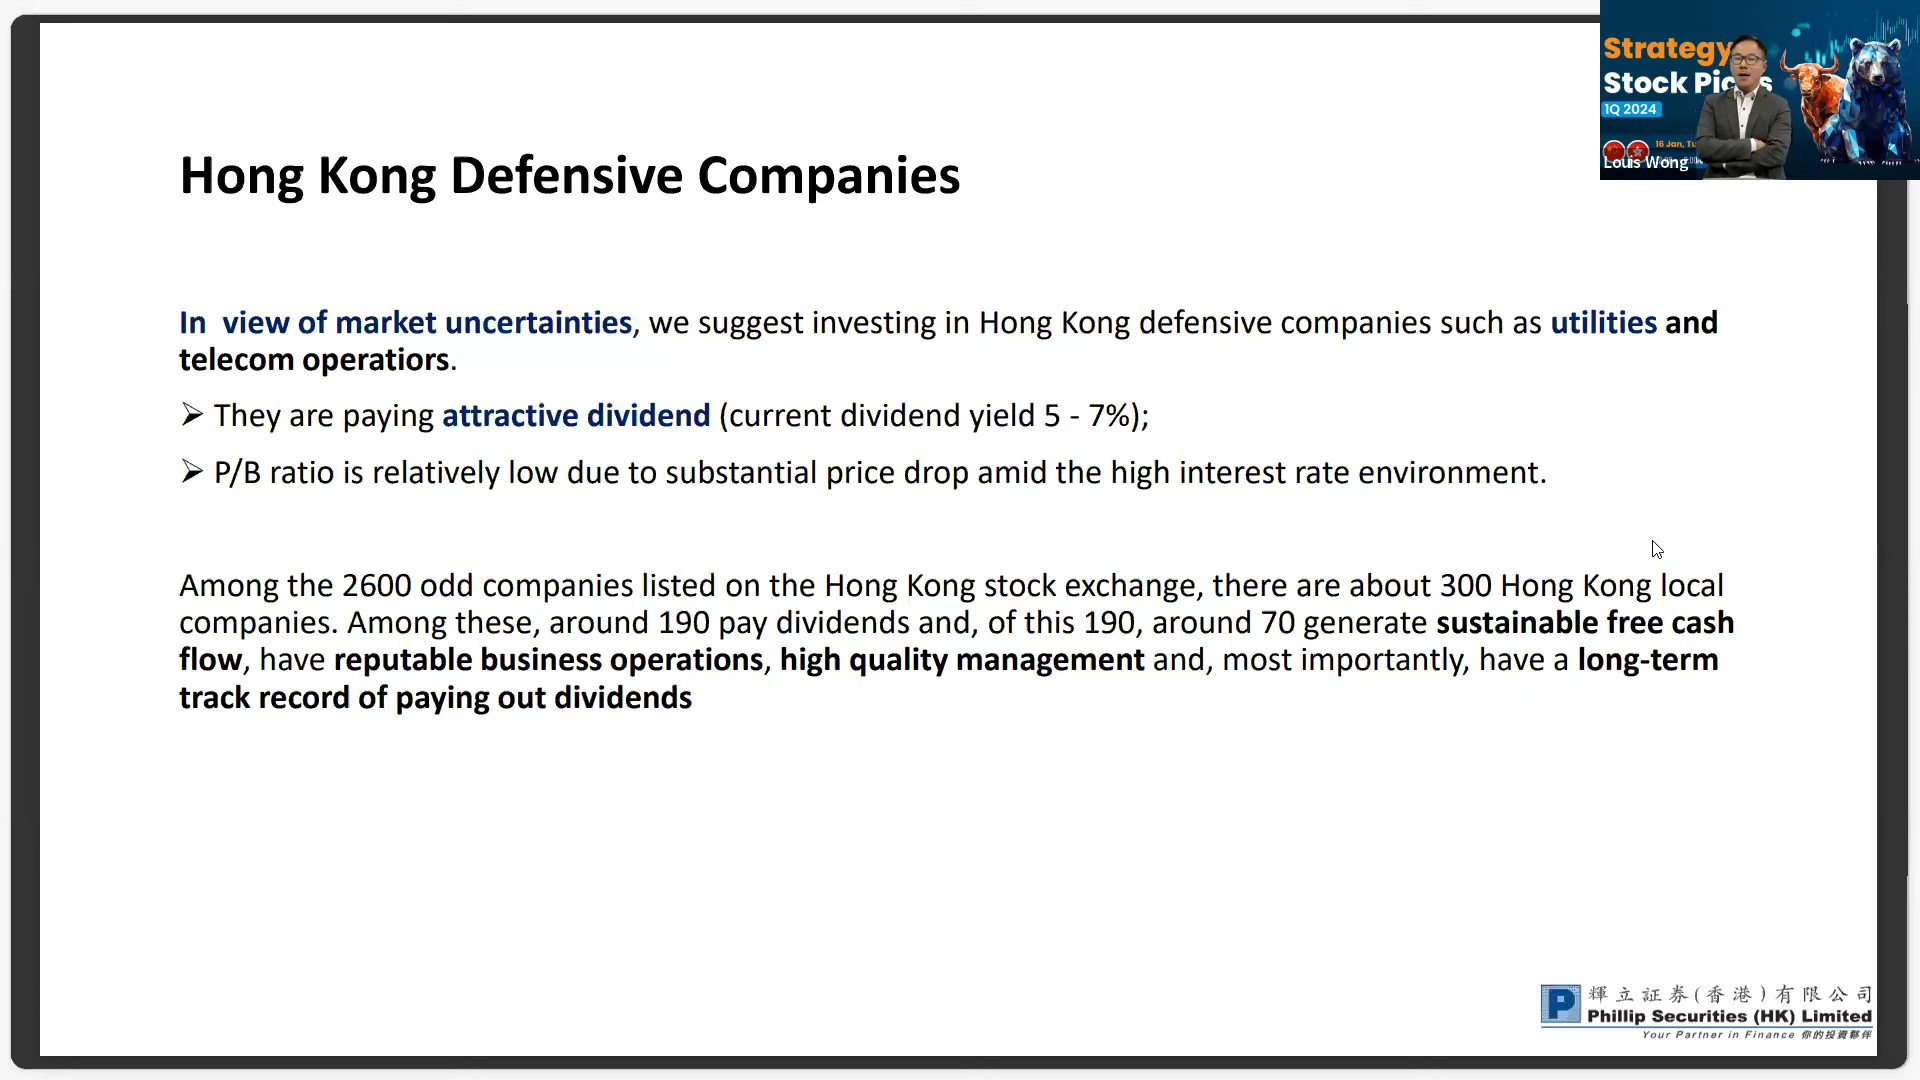 Strategy
Stock Pic s
1Q 2024
16 Jan, Tu
Louis Wong
Hong Kong Defensive Companies
In  view of market uncertainties, we suggest investing in Hong Kong defensive companies such as utilities and
telecom operatiors.
➢ They are paying attractive dividend (current dividend yield 5 - 7%);
➢ P/B ratio is relatively low due to substantial price drop amid the high interest rate environment.
Among the 2600 odd companies listed on the Hong Kong stock exchange, there are about 300 Hong Kong local
companies. Among these, around 190 pay dividends and, of this 190, around 70 generate sustainable free cash
flow, have reputable business operations, high quality management and, most importantly, have a long-term
track record of paying out dividends
輝立証券(香港)有限公司
Phillip Securities (HK) Limited
Your Partner in Finance 你的投資夥伴